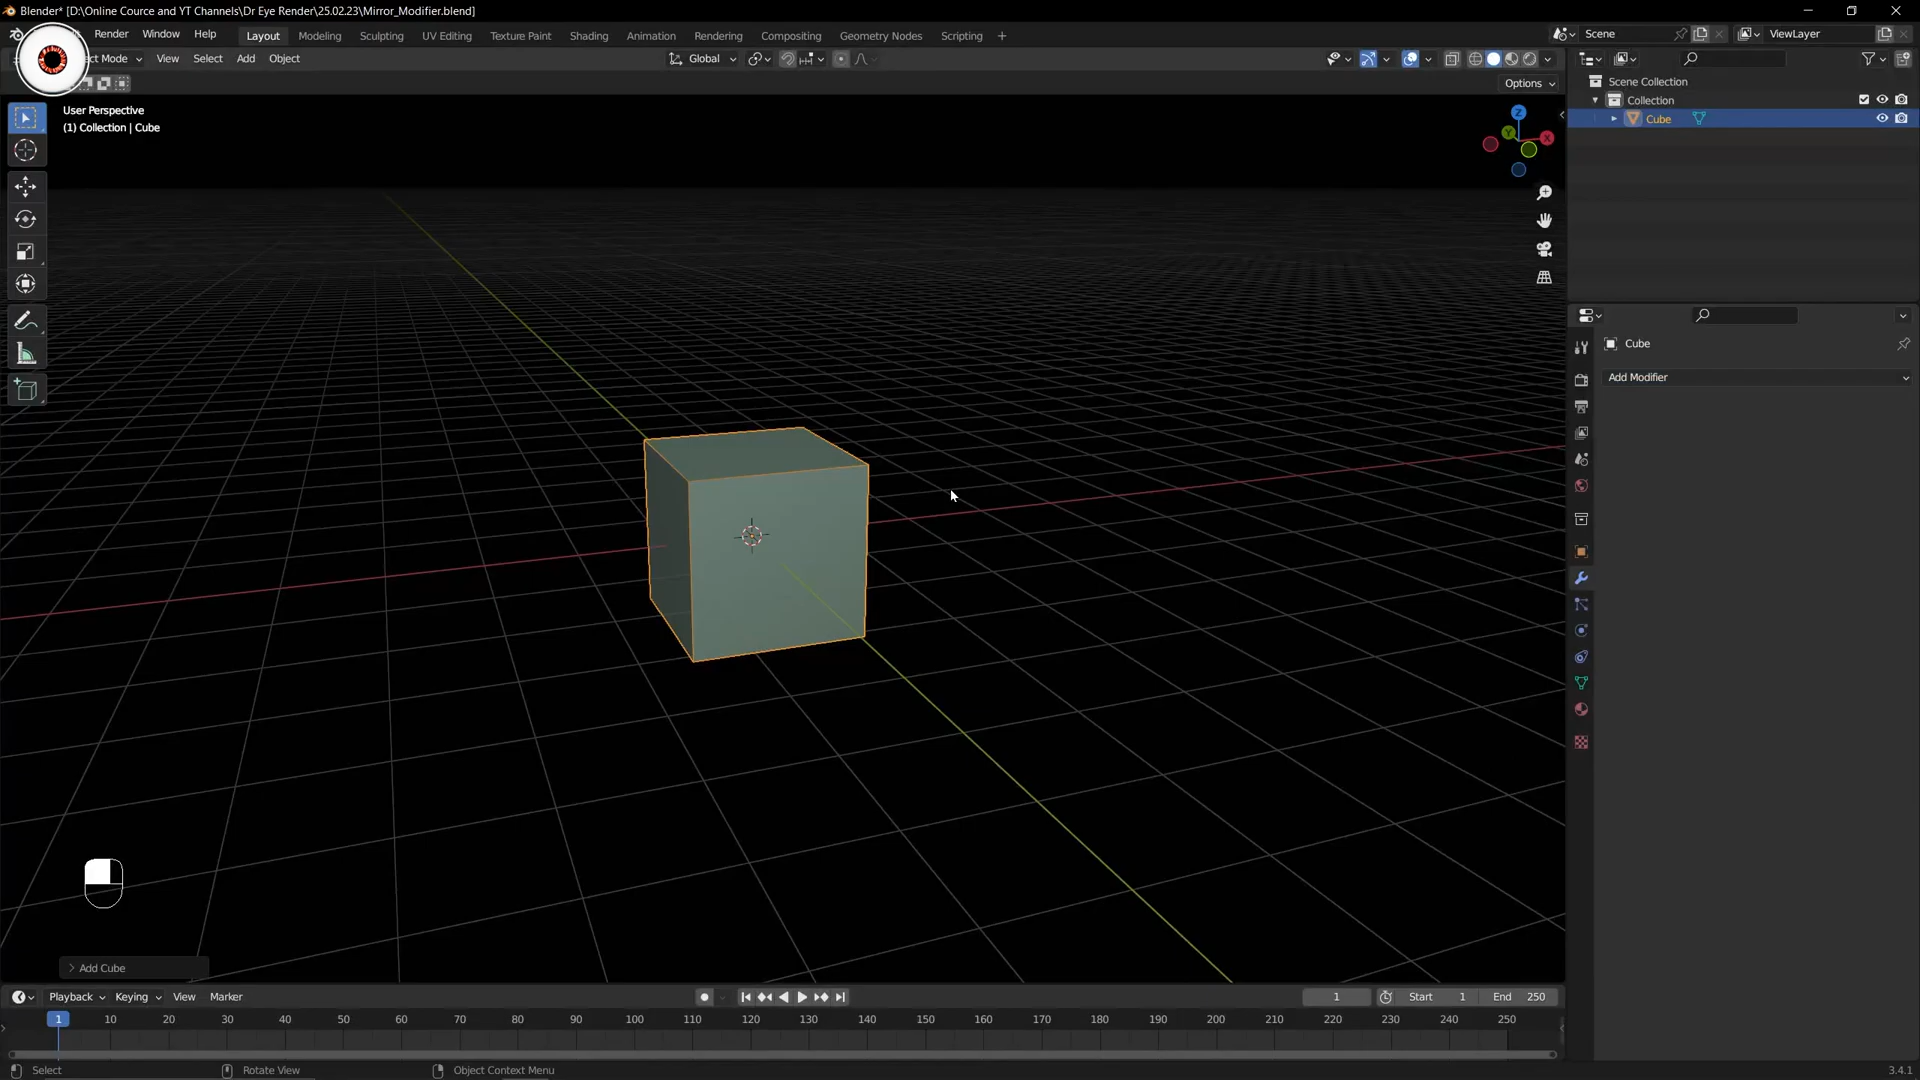 Blender* [D:\Online Cource and YT Channels\Dr Eye Render\25.02.23\Mirror_Modifier.blend]
Render Window Help
Layout Modeling Sculpting UV Editing Texture Paint Shading Animation Rendering Compositing Geometry Nodes Scripting +
Scene
ViewLayer
Mode View Select Add Object
Global
Options
User Perspective
(1) Collection | Cube
Z
Y
X
Scene Collection
Collection
Cube
Cube
Add Modifier
Add Cube
Playback Keying View Marker
1
Start 1
End 250
1 10 20 30 40 50 60 70 80 90 100 110 120 130 140 150 160 170 180 190 200 210 220 230 240 250
Select
Rotate View
Object Context Menu
3.4.1